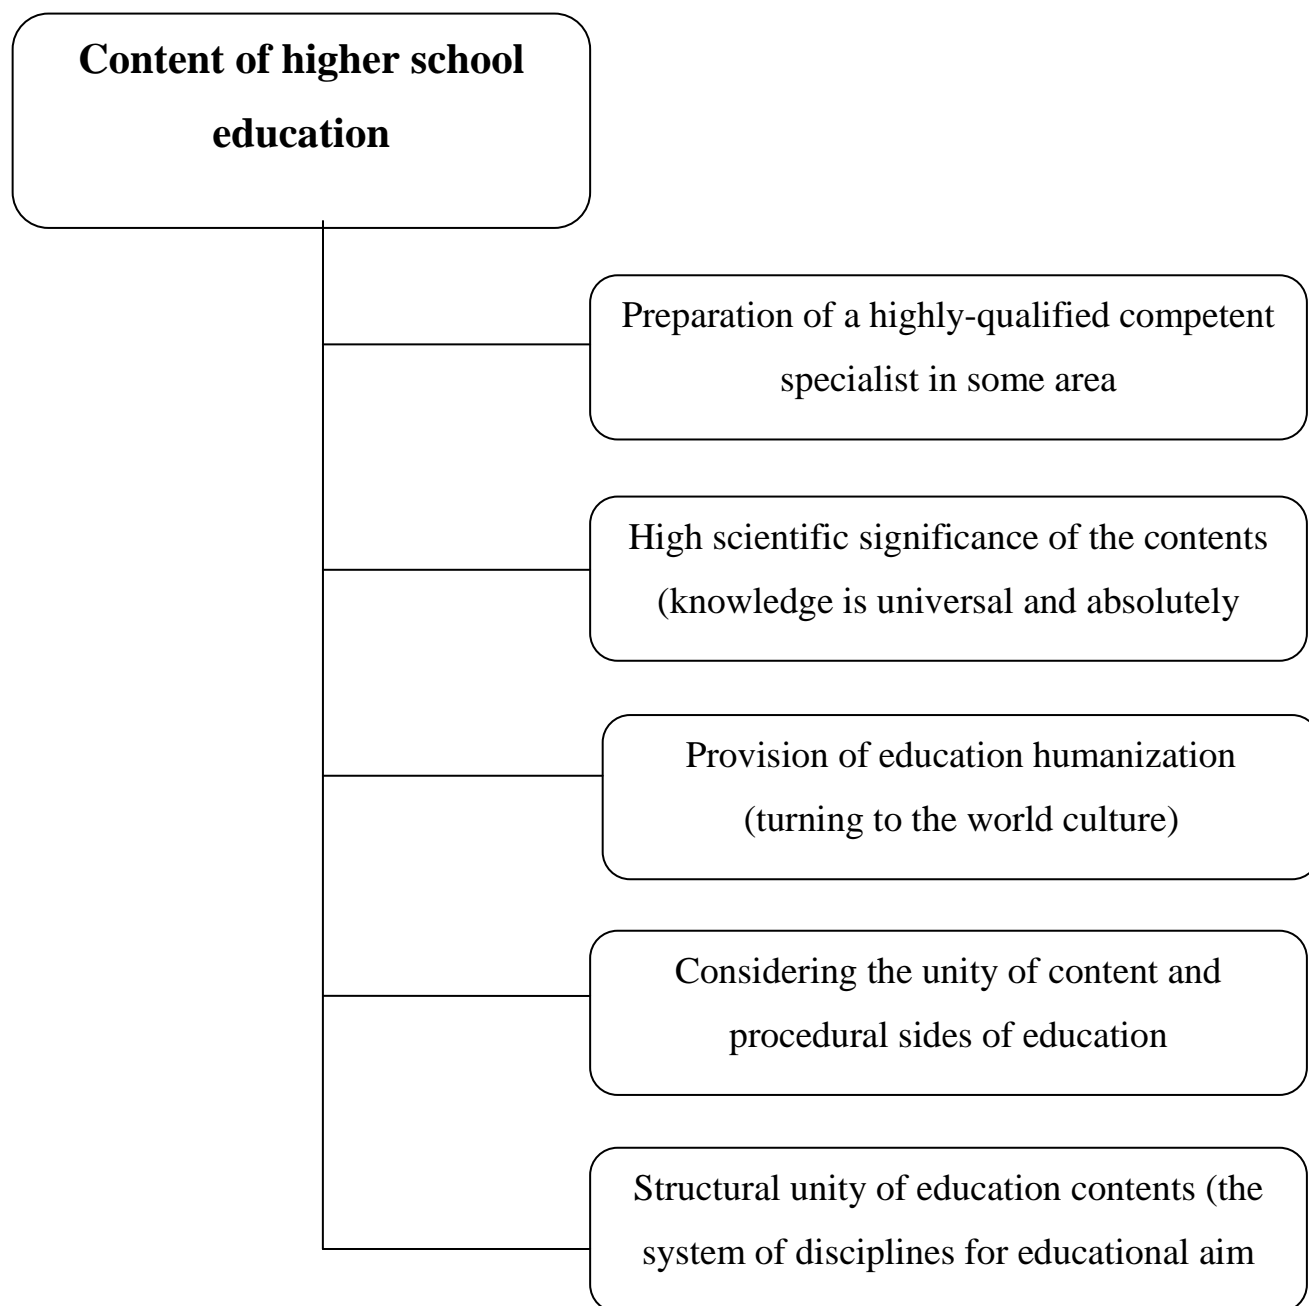 Content of higher school
education
Preparation of a highly-qualified competent
specialist in some area
High scientific significance of the contents
(knowledge is universal and absolutely
Provision of education humanization
(turning to the world culture)
Considering the unity of content and
procedural sides of education
Structural unity of education contents (the
system of disciplines for educational aim